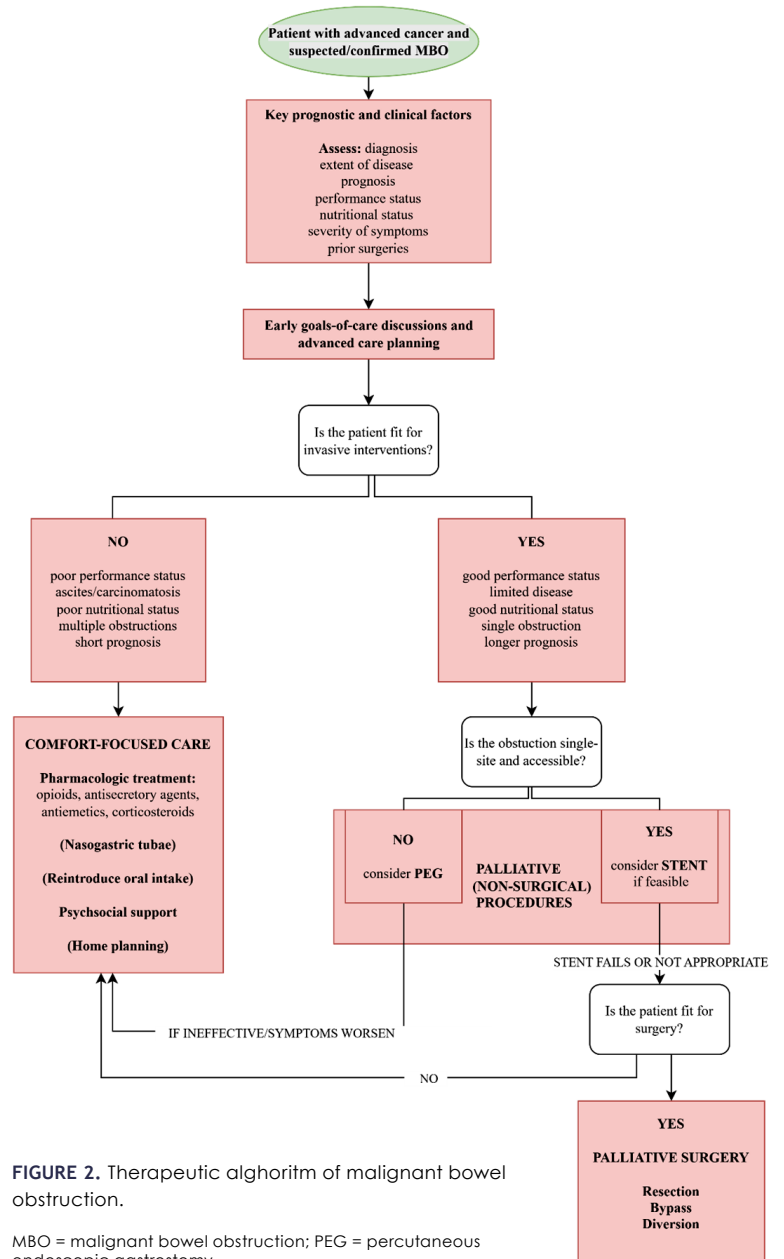 Patient with advanced cancer and
suspected/confirmed MBO
Key prognostic and clinical factors
Assess: diagnosis
extent of disease
prognosis
performance status
nutritional status
severity of symptoms
prior surgeries
Early goals-of-care discussions and
advanced care planning
Is the patient fit for
invasive interventions?
NO
poor performance status
ascites/carcinomatosis
poor nutritional status
multiple obstructions
short prognosis
YES
good performance status
limited disease
good nutritional status
single obstruction
longer prognosis
COMFORT-FOCUSED CARE
Pharmacologic treatment:
opioids, antisecretory agents,
antiemetics, corticosteroids
(Nasogastric tubae)
(Reintroduce oral intake)
Psychsocial support
(Home planning)
Is the obstuction single-
site and accessible?
NO
consider PEG
PALLIATIVE
(NON-SURGICAL)
PROCEDURES
YES
consider STENT
if feasible
STENT FAILS OR NOT APPROPRIATE
Is the patient fit for
surgery?
IF INEFFECTIVE/SYMPTOMS WORSEN
NO
YES
PALLIATIVE SURGERY
Resection
Bypass
Diversion
FIGURE 2. Therapeutic alghoritm of malignant bowel
obstruction.
MBO = malignant bowel obstruction; PEG = percutaneous
endoscopic gastrostomy